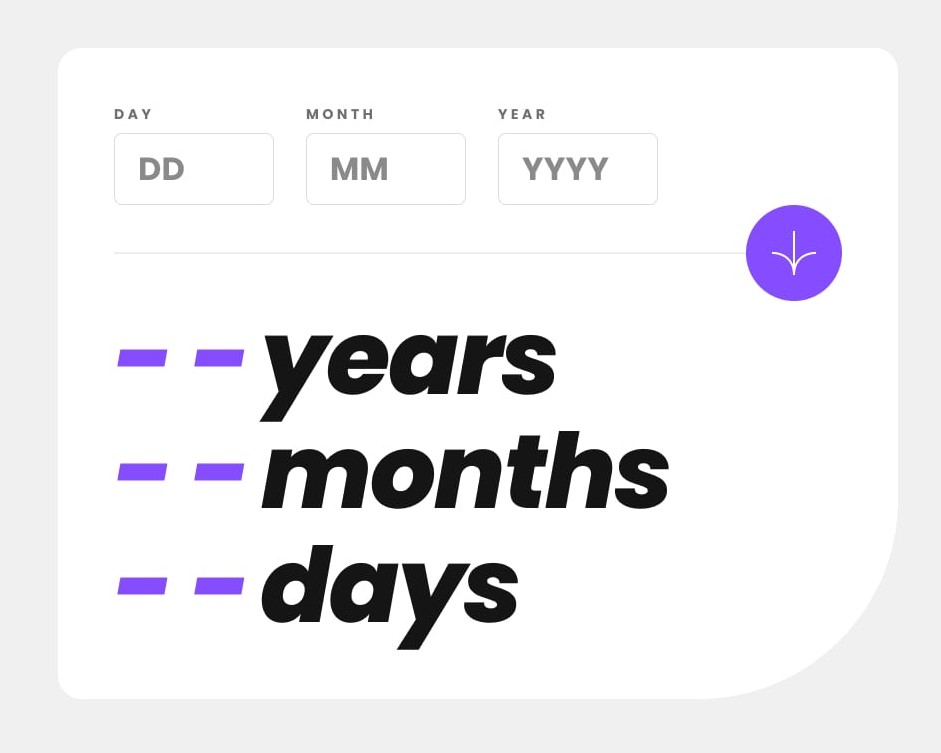 DAY MONTH YEAR
DD MM YYYY
-- years
-- months
-- days